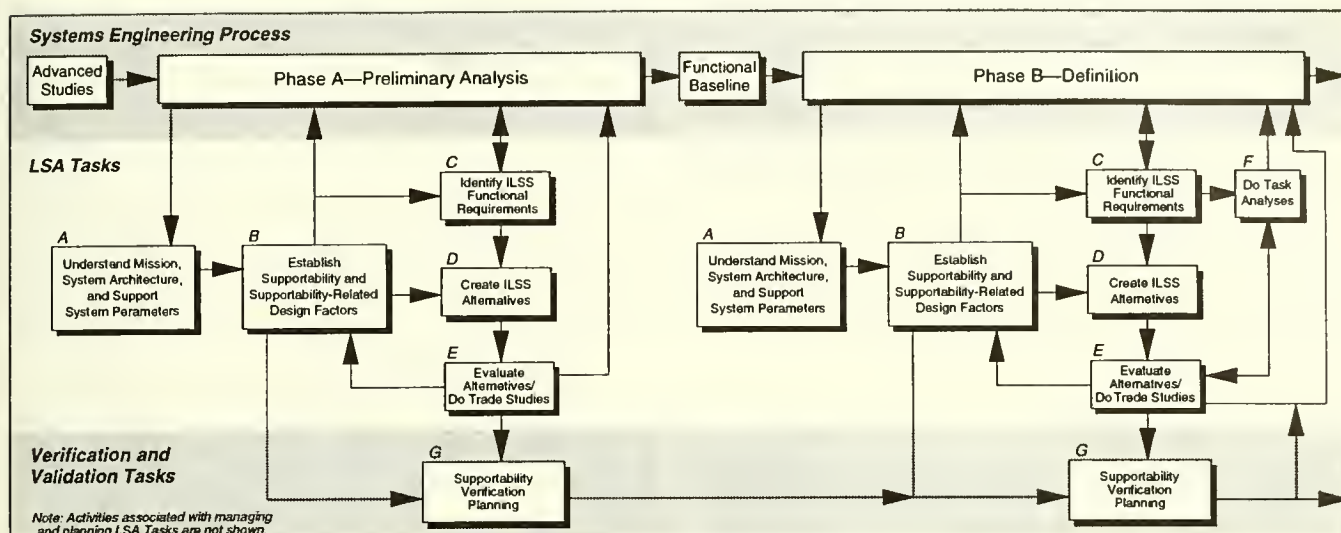 Systems Engineering Process
Advanced
Studies
Phase A—Preliminary Analysis
Functional
Baseline
Phase B—Definition
LSA Tasks
C
Identify ILSS
Functional
Requirements
A
Understand Mission,
System Architecture,
and Support
System Perameters
B
Establish
Supportability and
Supportability-Related
Design Factors
D
Create ILSS
Alternatives
E
Evaluate
Alternetives/
Do Trade Studies
C
Identify ILSS
Functional
Requirements
F
Do Task
Analyses
A
Understand Mission,
System Architecture,
and Support
System Perameters
B
Establish
Supportability and
Supportability-Related
Design Factors
D
Create ILSS
Alternatives
E
Evaluate
Alternatives/
Do Trade Studies
Verification and
Validation Tasks
G
Supportability
Verification
Planning
G
Supportability
Verification
Planning
Note: Activities associated with managing
and planning LSA Tasks are not shown